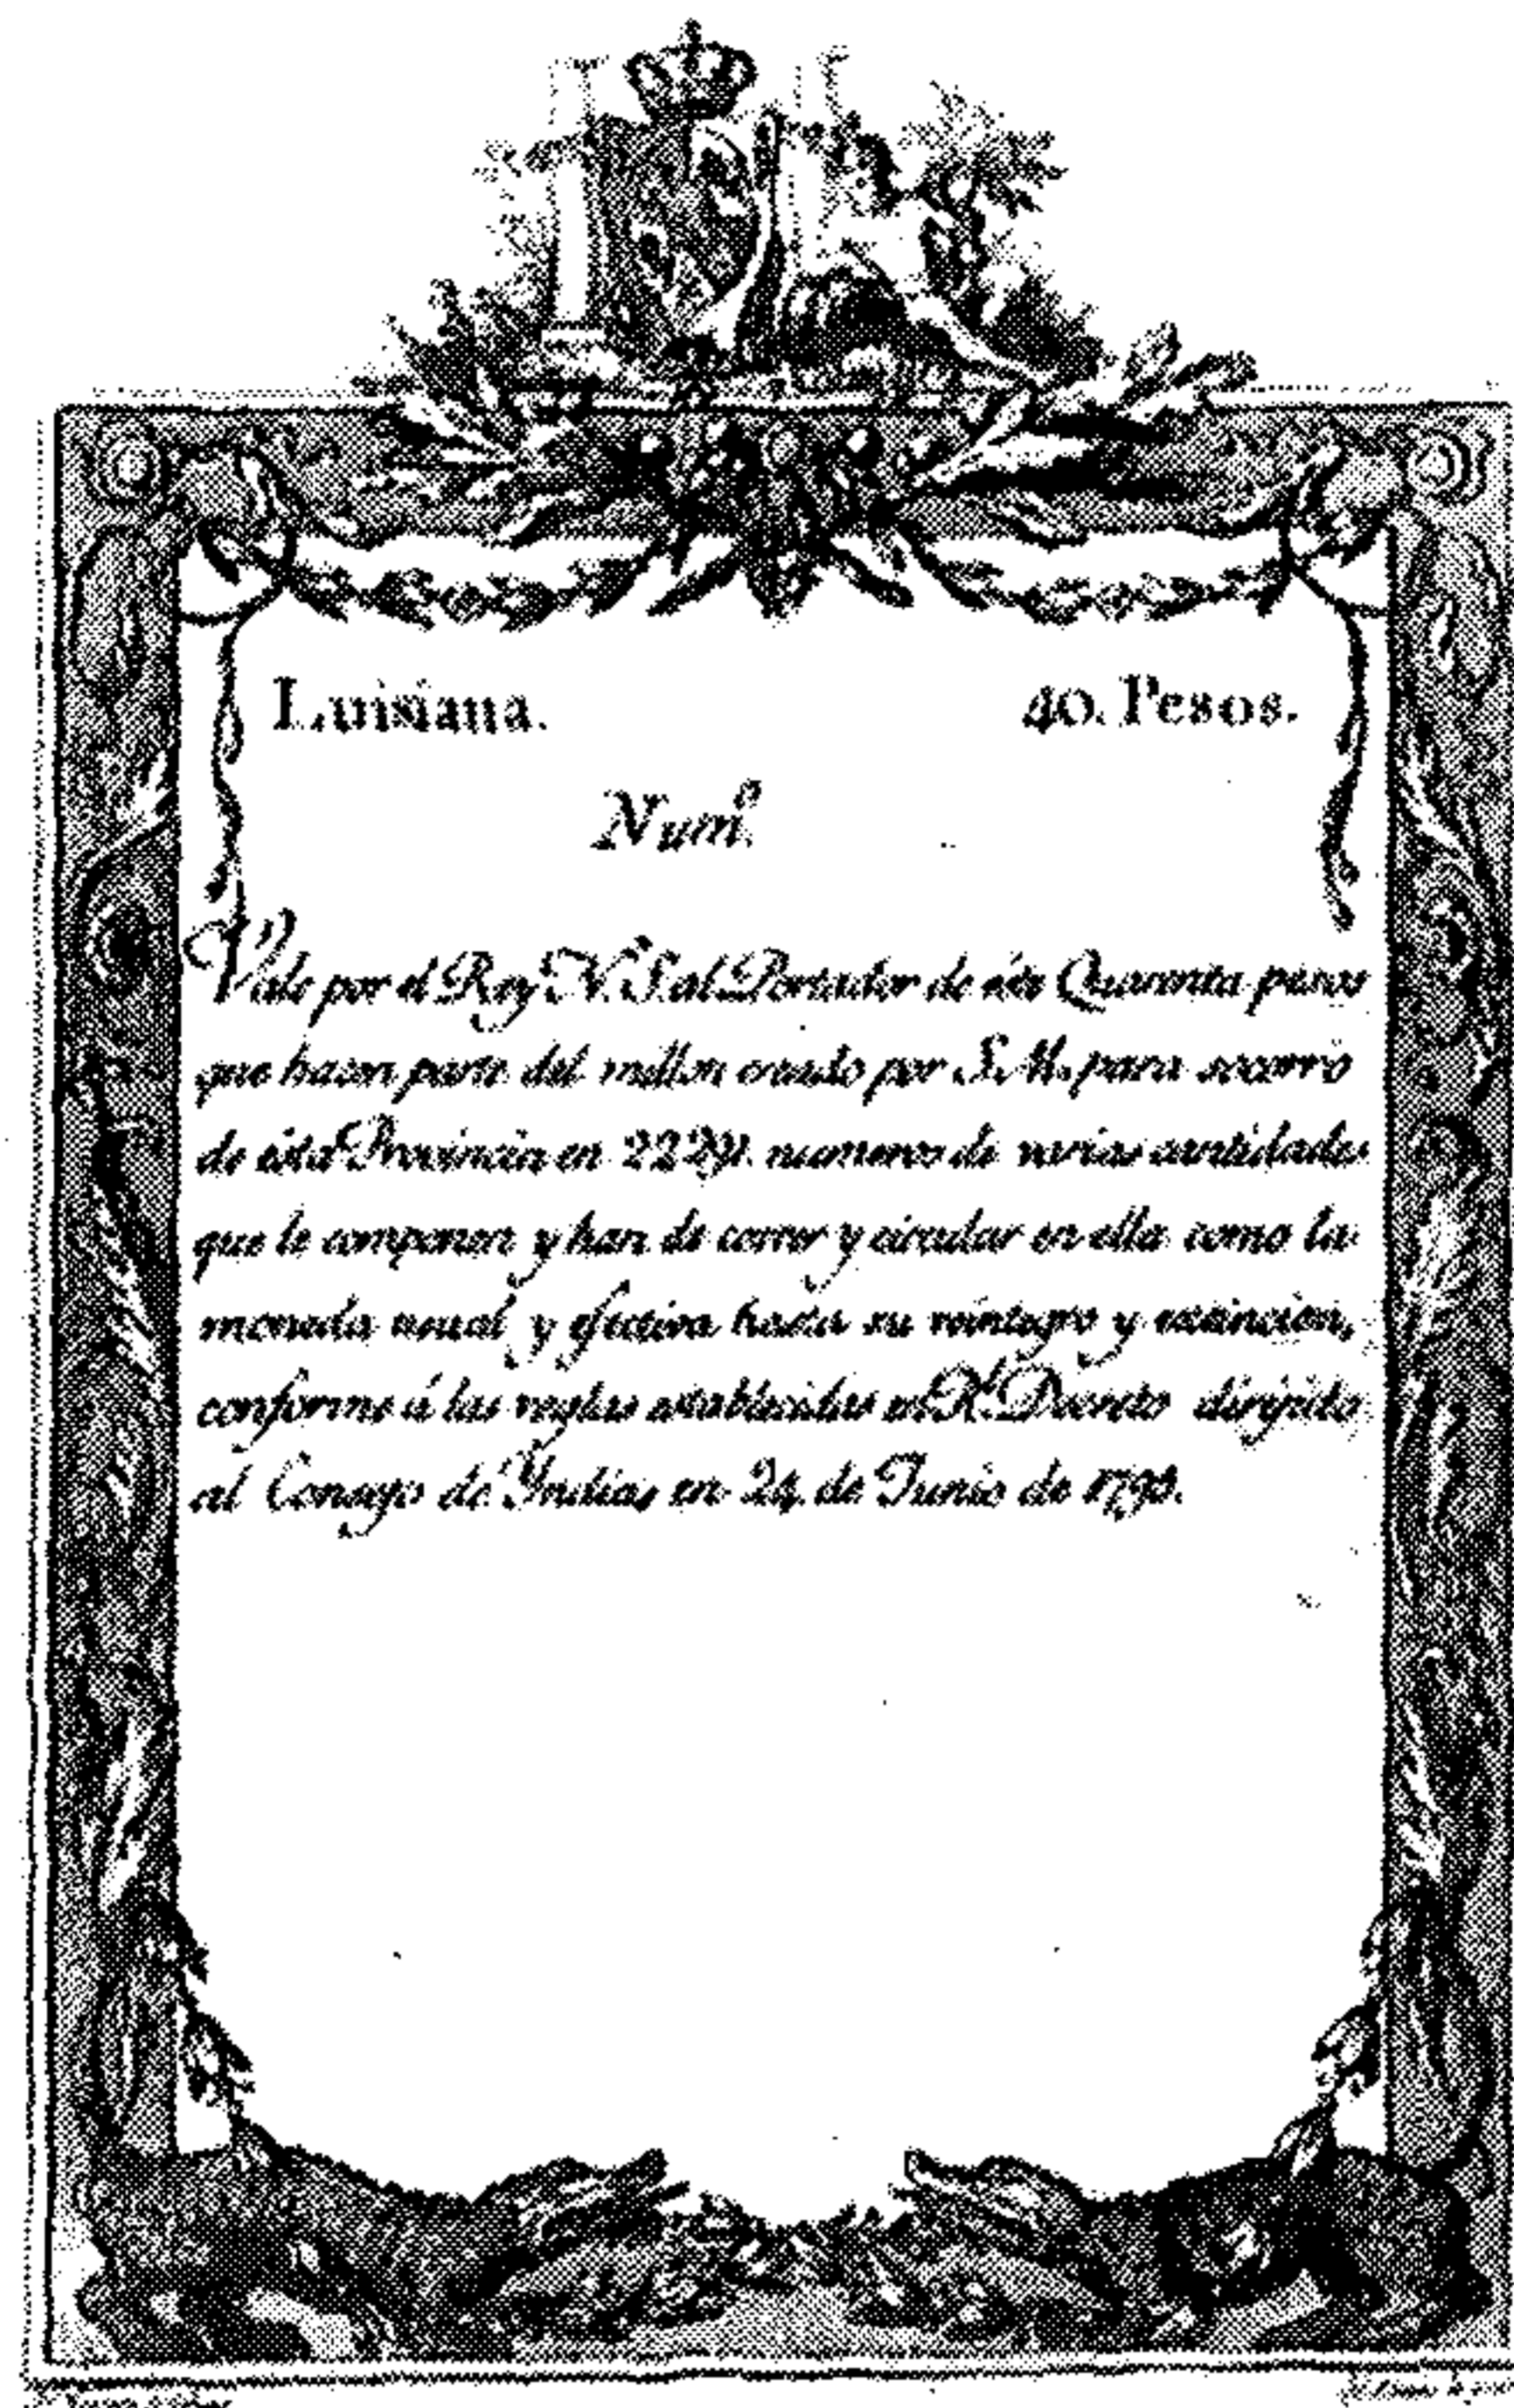 Luisiana. 40. Pesos.
Num.º
Vale por el Rey N. S. al Portador de éste Quarenta pesos
que hacen parte del millon creado por S. M. para socorro
de ésta Provincia en numeros de varias cantidades
que le componen y han de correr y circular en ella como la
moneda usual y efectiva hasta su reintegro y extincion,
conforme á las reglas establecidas en el R.l Decreto dirigido
al Consejo de Yndias en 24. de Junio de